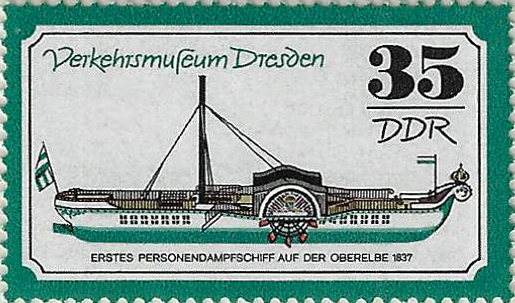 Verkehrsmuſeum Dresden
35
DDR
ERSTES PERSONENDAMPFSCHIFF AUF DER OBERELBE 1837